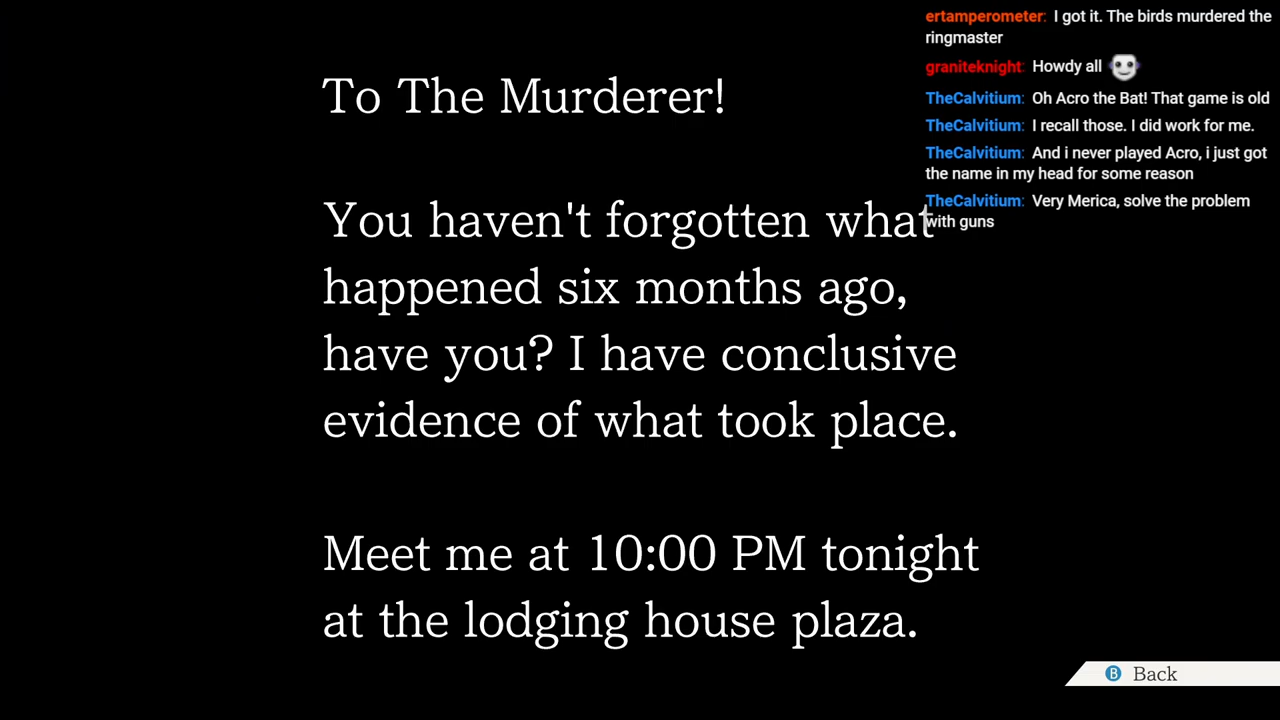 To The Murderer!
You haven't forgotten what
happened six months ago,
have you? I have conclusive
evidence of what took place.
Meet me at 10:00 PM tonight
at the lodging house plaza.
ertamperometer: I got it. The birds murdered the
ringmaster
graniteknight: Howdy all
TheCalvitium: Oh Acro the Bat! That game is old
TheCalvitium: I recall those. I did work for me.
TheCalvitium: And i never played Acro, i just got
the name in my head for some reason
TheCalvitium: Very Merica, solve the problem
with guns
B Back